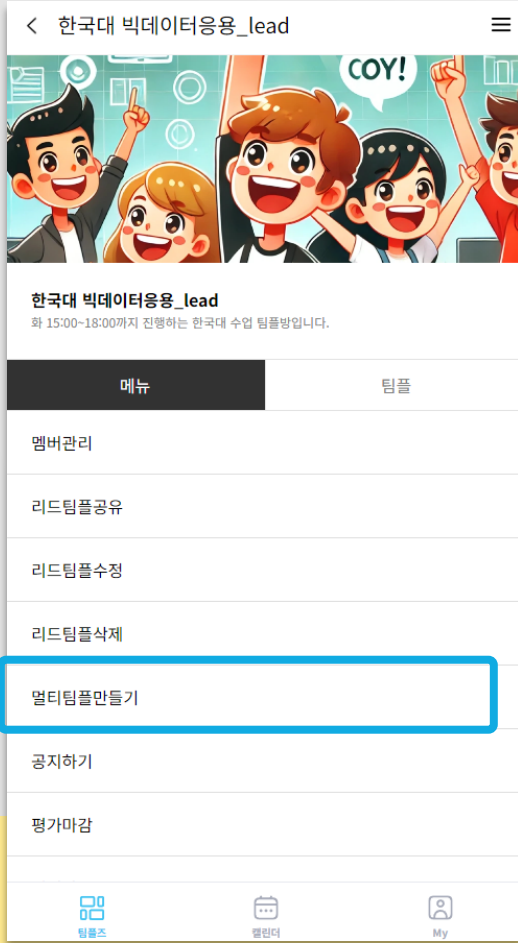 한국대 빅데이터응용_lead
COY!
한국대 빅데이터응용_lead
화 15:00~18:00까지 진행하는 한국대 수업 팀플방입니다.
메뉴 팀플
멤버관리
리드팀플공유
리드팀플수정
리드팀플삭제
멀티팀플만들기
공지하기
평가마감
팀플즈 캘린더 My